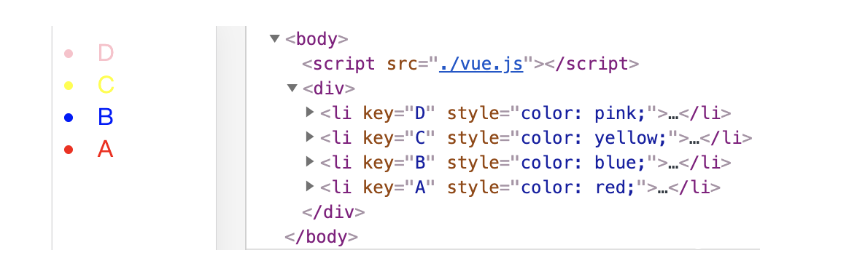 D
C
B
A
▼<body>
<script src="./vue.js"></script>
▼<div>
▶<li key="D" style="color: pink;">…</li>
▶<li key="C" style="color: yellow;">…</li>
▶<li key="B" style="color: blue;">…</li>
▶<li key="A" style="color: red;">…</li>
</div>
</body>